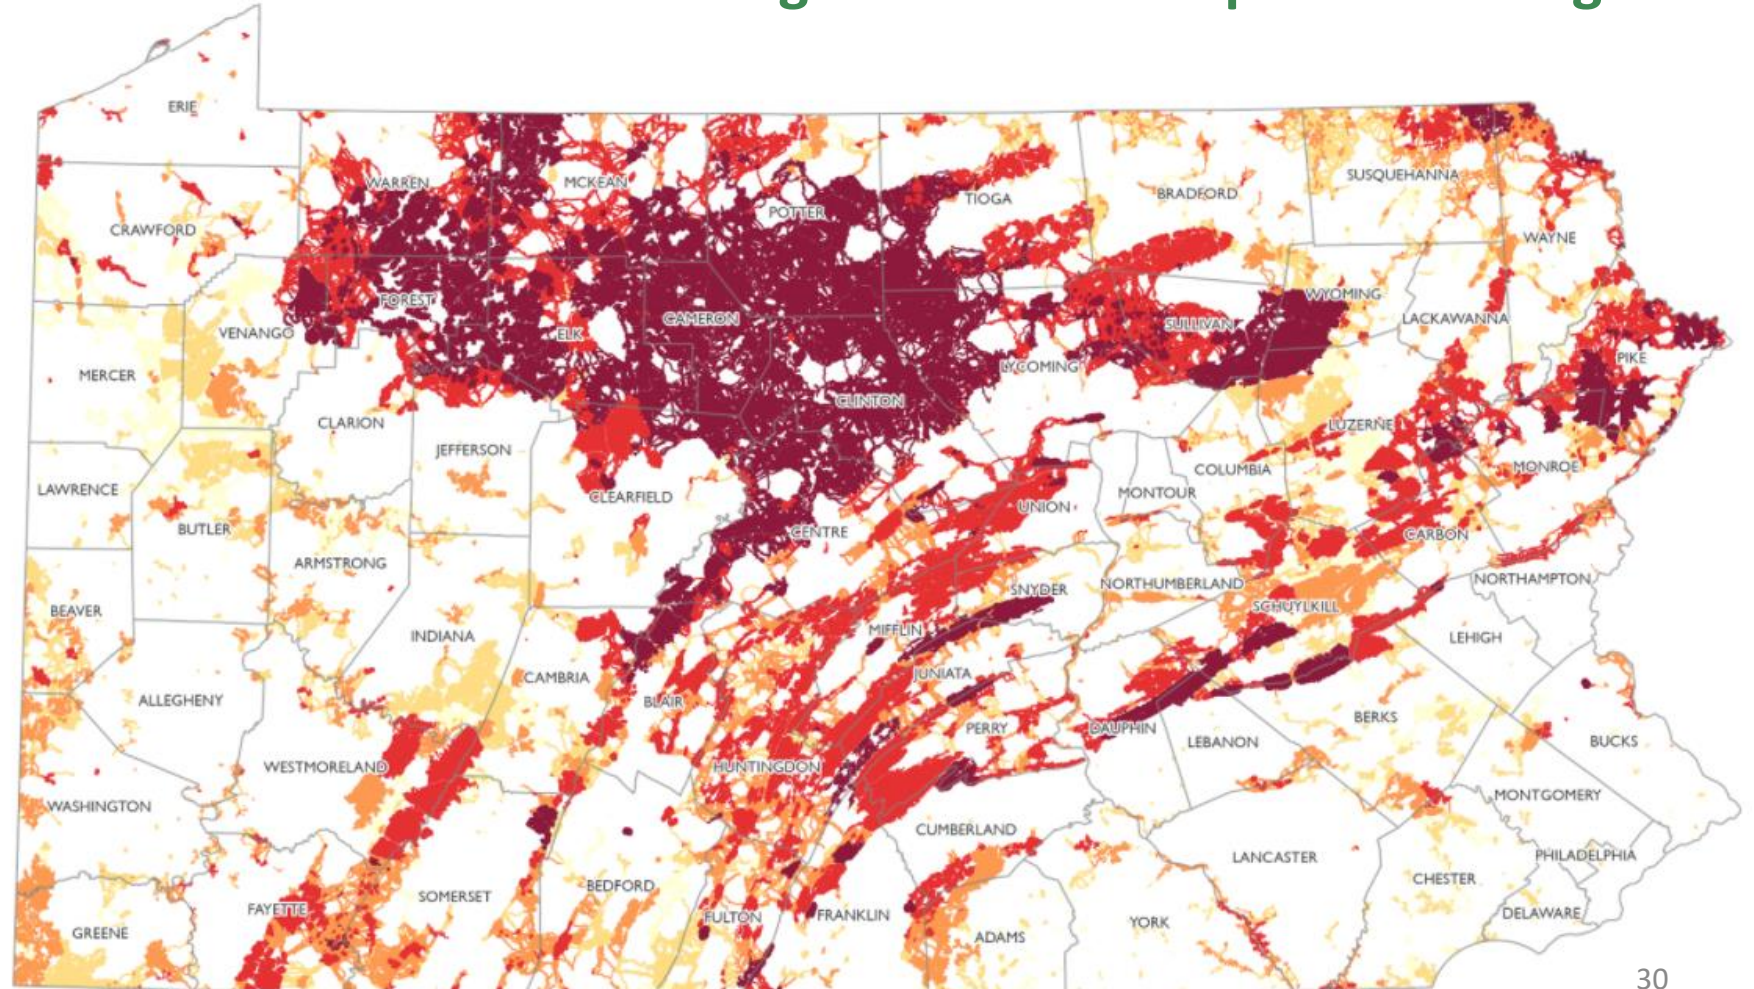 ERIE
WARREN
MCKEAN
POTTER
TIOGA
BRADFORD
SUSQUEHANNA
WAYNE
CRAWFORD
FOREST
VENANGO
ELK
CAMERON
SULLIVAN
WYOMING
LACKAWANNA
PIKE
MERCER
LYCOMING
CLINTON
CLARION
JEFFERSON
LUZERNE
MONROE
COLUMBIA
LAWRENCE
CLEARFIELD
MONTOUR
UNION
BUTLER
CENTRE
CARBON
ARMSTRONG
SNYDER
NORTHUMBERLAND
NORTHAMPTON
SCHUYLKILL
BEAVER
INDIANA
MIFFLIN
LEHIGH
CAMBRIA
JUNIATA
ALLEGHENY
BLAIR
PERRY
DAUPHIN
BERKS
LEBANON
BUCKS
WESTMORELAND
HUNTINGDON
WASHINGTON
MONTGOMERY
CUMBERLAND
LANCASTER
PHILADELPHIA
BEDFORD
SOMERSET
CHESTER
FAYETTE
FULTON
FRANKLIN
DELAWARE
GREENE
ADAMS
YORK
30